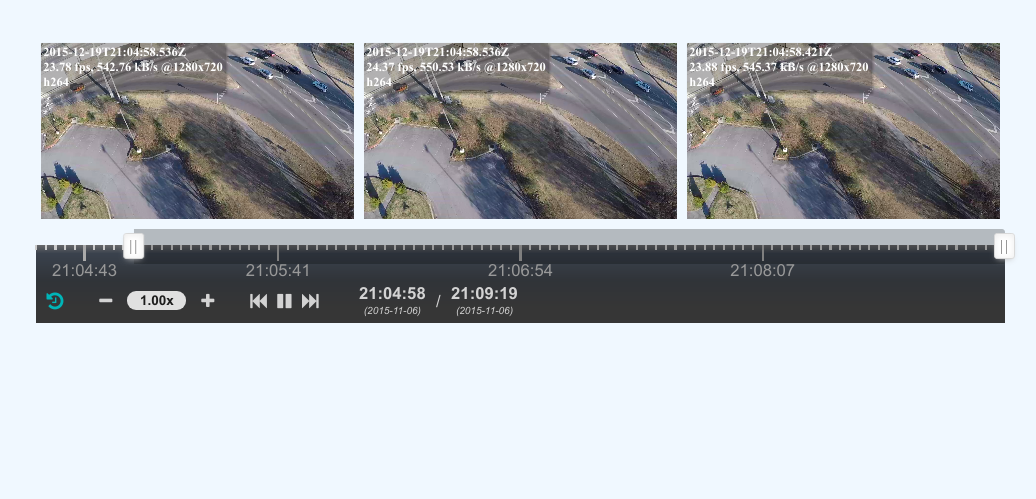 2015-12-19T21:04:58.536Z
23.78 fps, 542.76 kB/s @1280x720
h264
2015-12-19T21:04:58.536Z
24.37 fps, 550.53 kB/s @1280x720
h264
2015-12-19T21:04:58.421Z
23.88 fps, 545.37 kB/s @1280x720
h264
21:04:43 21:05:41 21:06:54 21:08:07
1.00x 21:04:58 / 21:09:19
(2015-11-06) (2015-11-06)